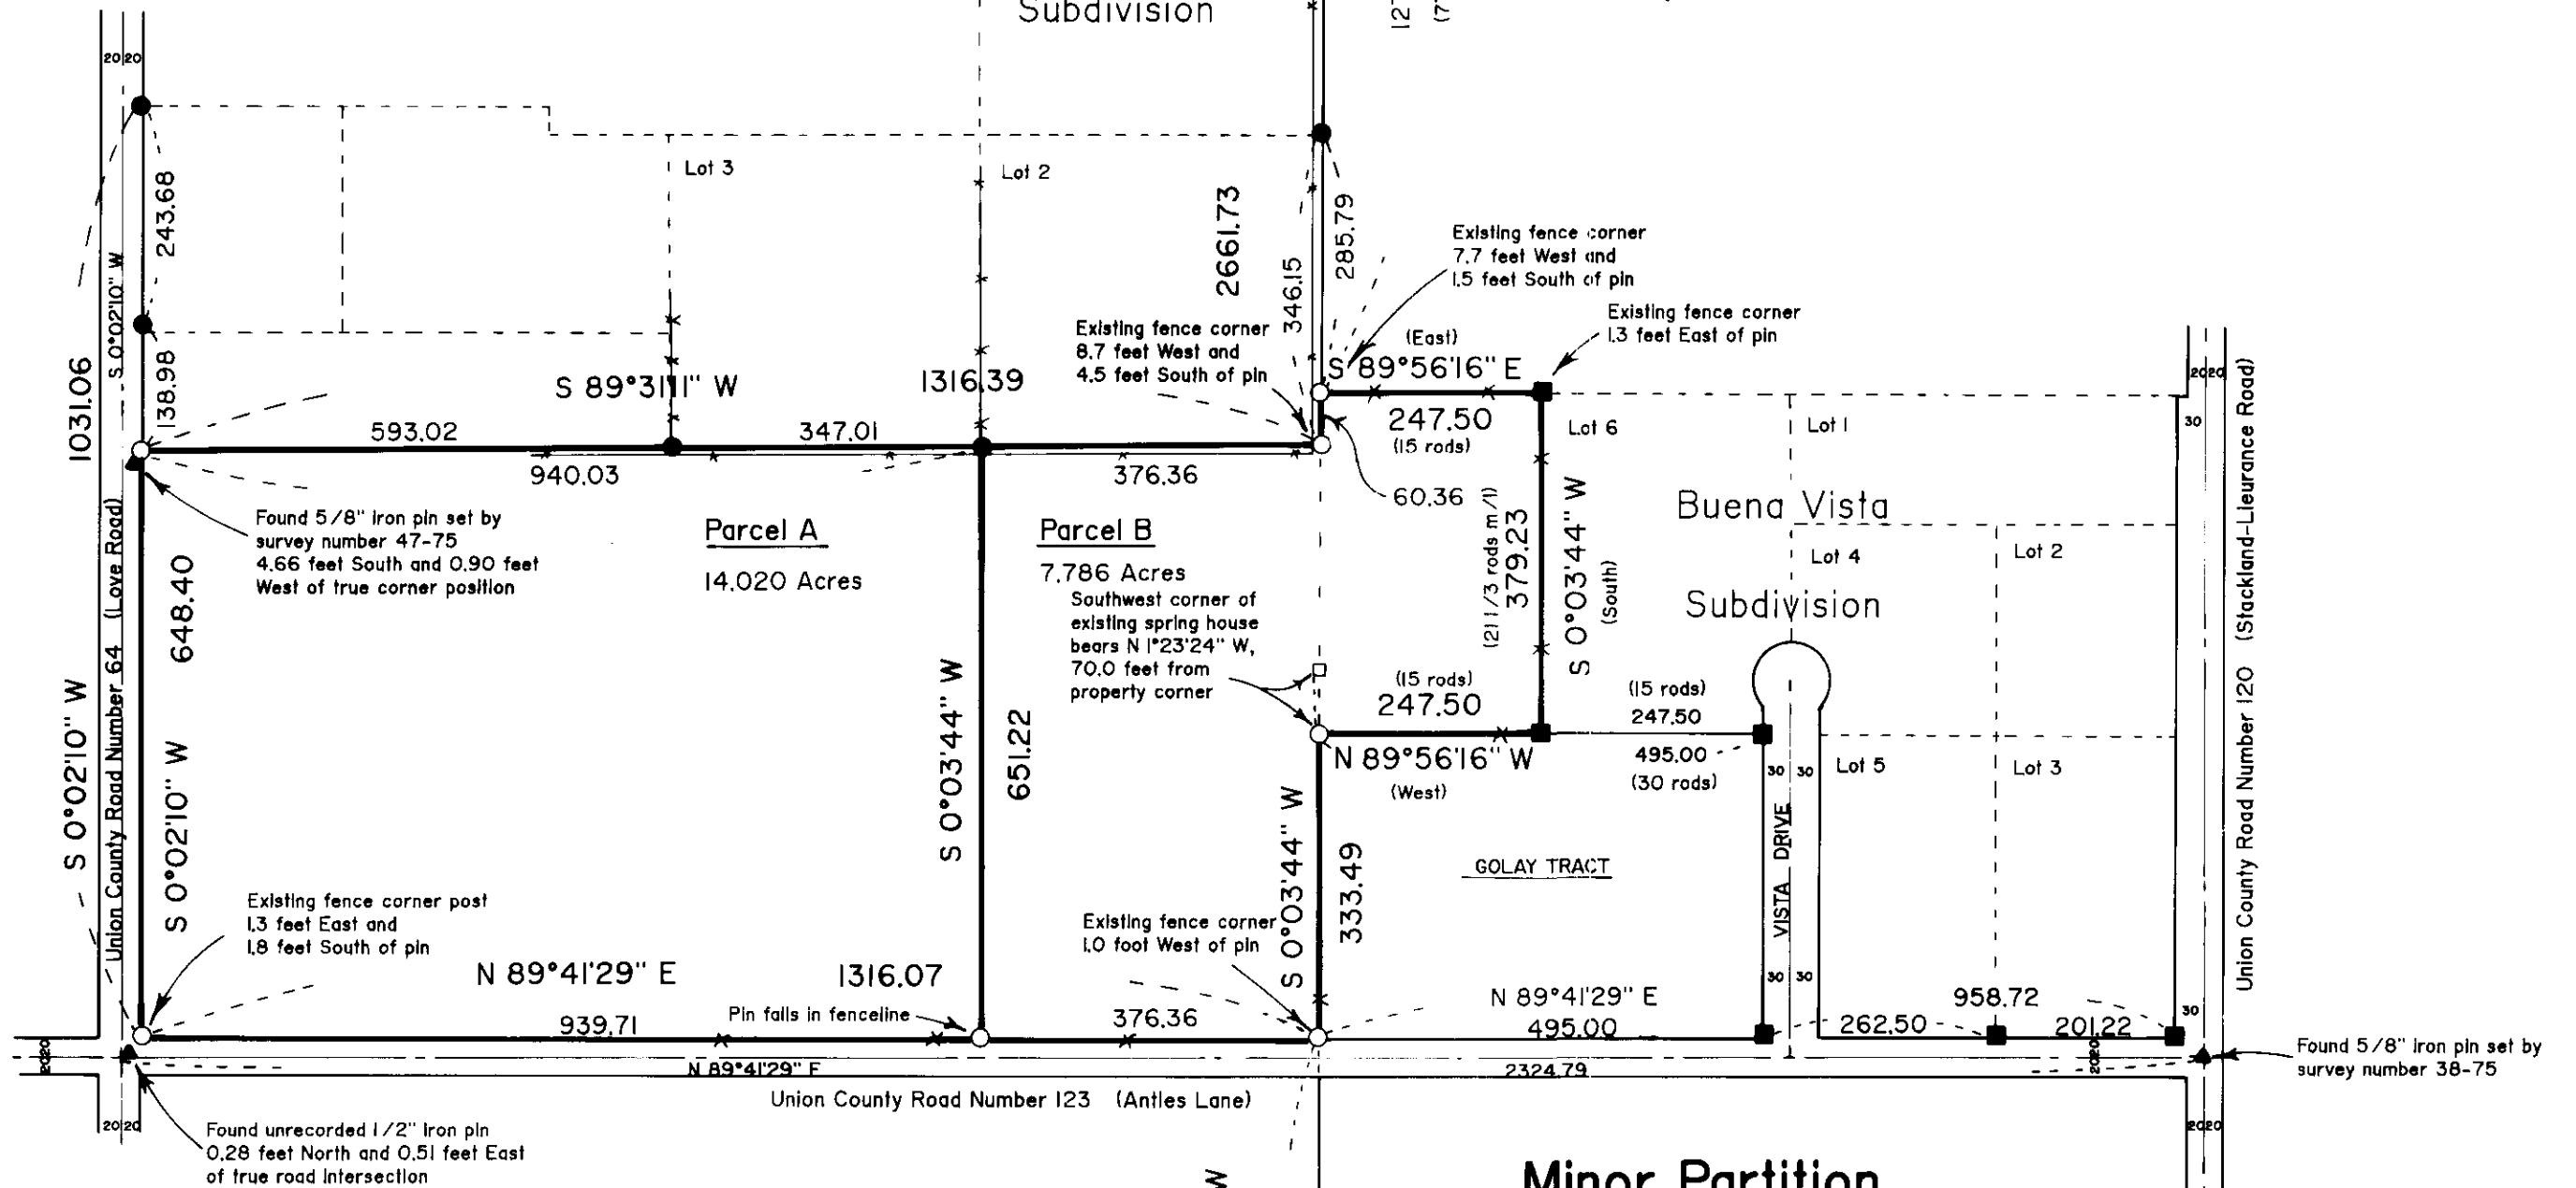 Subdivision
20 20
243.68
S 0°02'10" W
138.98
1031.06
Lot 3
Lot 2
2661.73
346.15
285.79
Existing fence corner
7.7 feet West and
1.5 feet South of pin
Existing fence corner
1.3 feet East of pin
Existing fence corner
8.7 feet West and
4.5 feet South of pin
(East)
S 89°56'16" E
247.50
(15 rods)
S 89°31'11" W
1316.39
593.02
347.01
940.03
376.36
60.36
Found 5/8" iron pin set by
survey number 47-75
4.66 feet South and 0.90 feet
West of true corner position
Parcel A
14.020 Acres
Parcel B
7.786 Acres
Southwest corner of
existing spring house
bears N 1°23'24" W,
70.0 feet from
property corner
(21 1/3 rods m/l)
379.23
S 0°03'44" W
(South)
Lot 6
Lot 1
Buena Vista
Subdivision
Lot 4
Lot 2
Lot 5
Lot 3
20 20
30
Union County Road Number 120 (Stackland-Lieurance Road)
Union County Road Number 64 (Love Road)
648.40
S 0°02'10" W
S 0°02'10" W
S 0°03'44" W
651.22
(15 rods)
247.50
N 89°56'16" W
(West)
(15 rods)
247.50
495.00
(30 rods)
30 30
VISTA DRIVE
30 30
GOLAY TRACT
S 0°03'44" W
333.49
Existing fence corner post
1.3 feet East and
1.8 feet South of pin
Existing fence corner
1.0 foot West of pin
N 89°41'29" E
1316.07
Pin falls in fenceline
939.71
376.36
N 89°41'29" E
495.00
958.72
262.50
201.22
30
2020
2020
N 89°41'29" E
2324.79
Union County Road Number 123 (Antles Lane)
Found 5/8" iron pin set by
survey number 38-75
20 20
2020
Found unrecorded 1/2" iron pin
0.28 feet North and 0.51 feet East
of true road intersection
W
Minor Partition